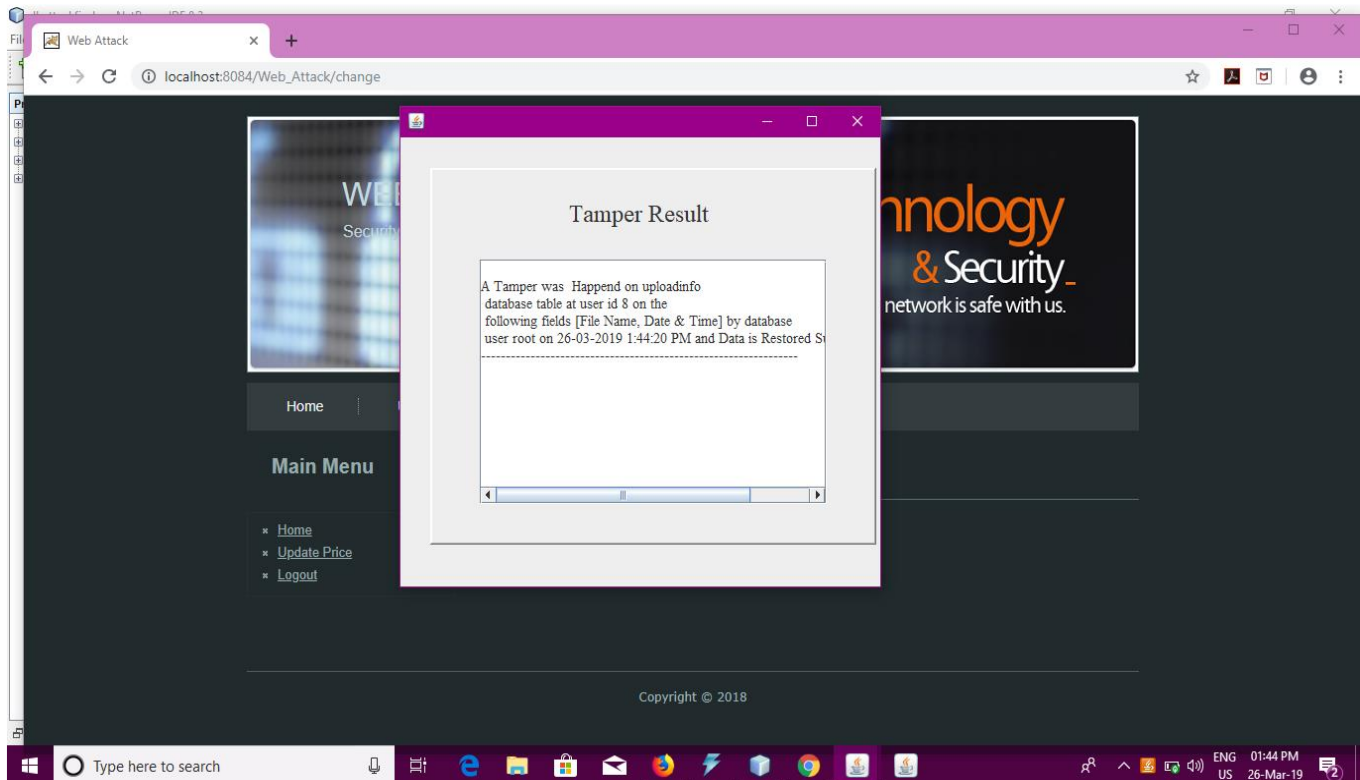 Web Attack
localhost:8084/Web_Attack/change
Tamper Result
A Tamper was Happend on uploadinfo
database table at user id 8 on the
following fields [File Name, Date & Time] by database
user root on 26-03-2019 1:44:20 PM and Data is Restored
---------------------------------------------------------------
& Security_
network is safe with us.
Home
Main Menu
Home
Update Price
Logout
Copyright © 2018
Type here to search
ENG
US
01:44 PM
26-Mar-19
2